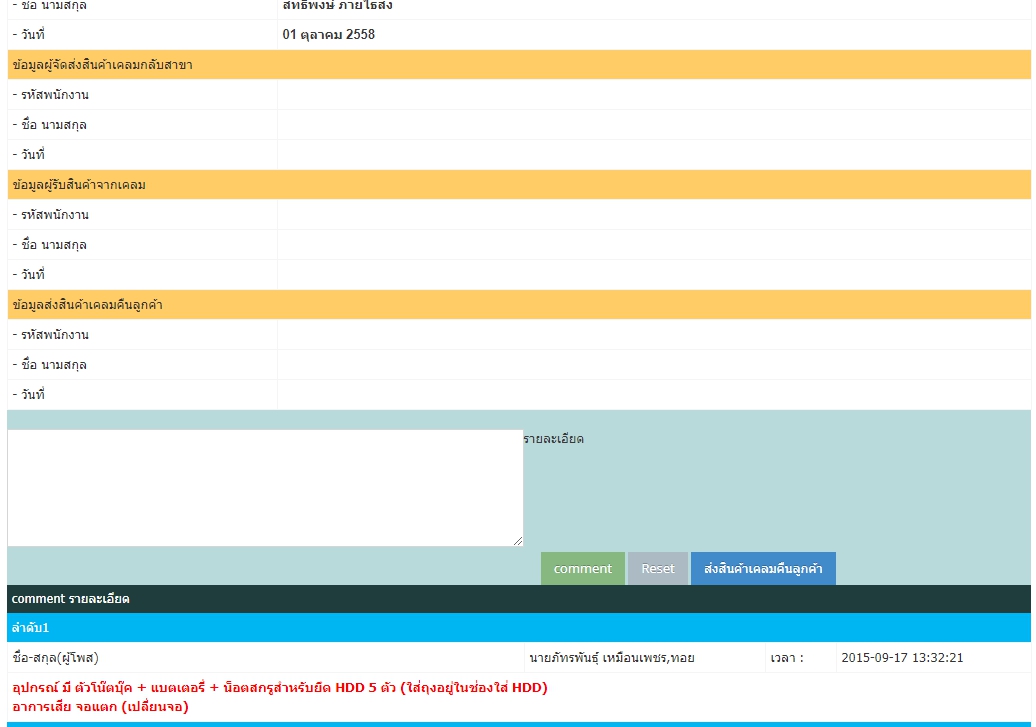 - ชื่อ นามสกุล สิทธิพงษ์ ภายไธสง
- วันที่ 01 ตุลาคม 2558
ข้อมูลผู้จัดส่งสินค้าเคลมกลับสาขา
- รหัสพนักงาน
- ชื่อ นามสกุล
- วันที่
ข้อมูลผู้รับสินค้าจากเคลม
- รหัสพนักงาน
- ชื่อ นามสกุล
- วันที่
ข้อมูลส่งสินค้าเคลมคืนลูกค้า
- รหัสพนักงาน
- ชื่อ นามสกุล
- วันที่
รายละเอียด
comment Reset ส่งสินค้าเคลมคืนลูกค้า
comment รายละเอียด
ลำดับ1
ชื่อ-สกุล(ผู้โพส) นายภัทรพันธุ์ เหมือนเพชร,ทอย เวลา : 2015-09-17 13:32:21
อุปกรณ์ มี ตัวโน๊ตบุ๊ค + แบตเตอรี่ + น็อตสกรูสำหรับยึด HDD 5 ตัว (ใส่ถุงอยู่ในช่องใส่ HDD)
อาการเสีย จอแตก (เปลี่ยนจอ)